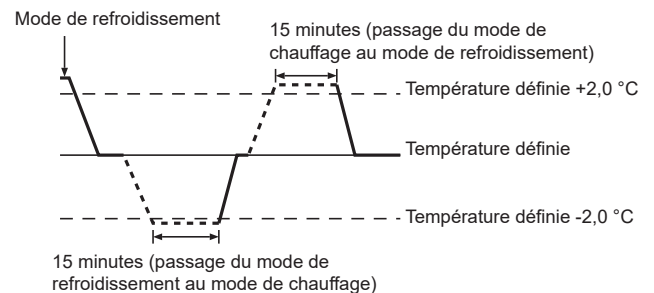 Mode de refroidissement
15 minutes (passage du mode de
chauffage au mode de refroidissement)
Température définie +2,0 °C
Température définie
Température définie -2,0 °C
15 minutes (passage du mode de
refroidissement au mode de chauffage)